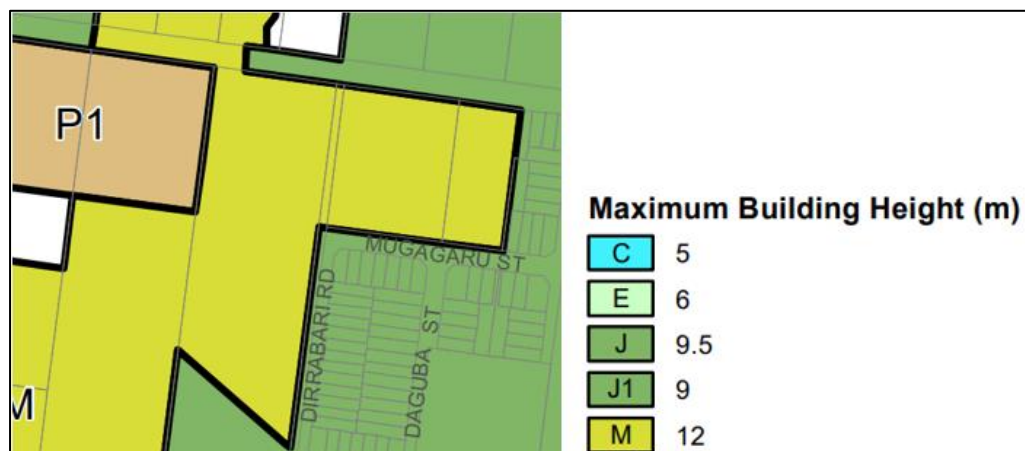 P1
MUGAGARU ST
DIRRABARI RD
DAGUBA ST
M
Maximum Building Height (m)
C 5
E 6
J 9.5
J1 9
M 12